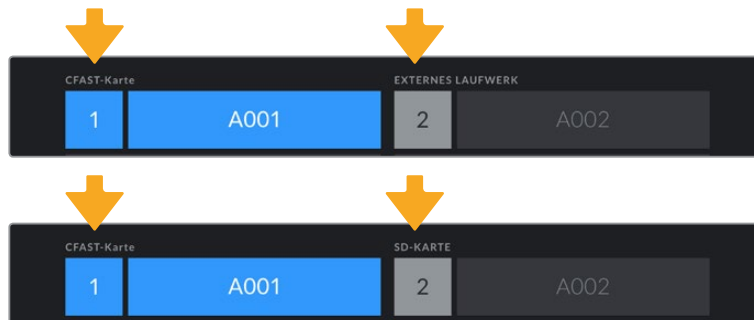 CFAST-Karte EXTERNES LAUFWERK
1 A001 2 A002
CFAST-Karte SD-KARTE
1 A001 2 A002